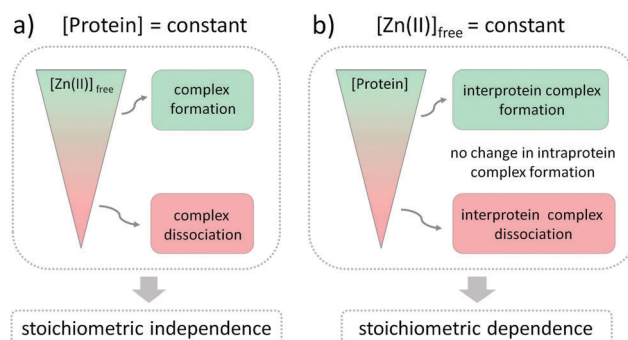 a) [Protein] = constant
[Zn(II)]free
complex
formation
complex
dissociation
stoichiometric independence
b) [Zn(II)]free = constant
[Protein]
interprotein complex
formation
no change in intraprotein
complex formation
interprotein complex
dissociation
stoichiometric dependence